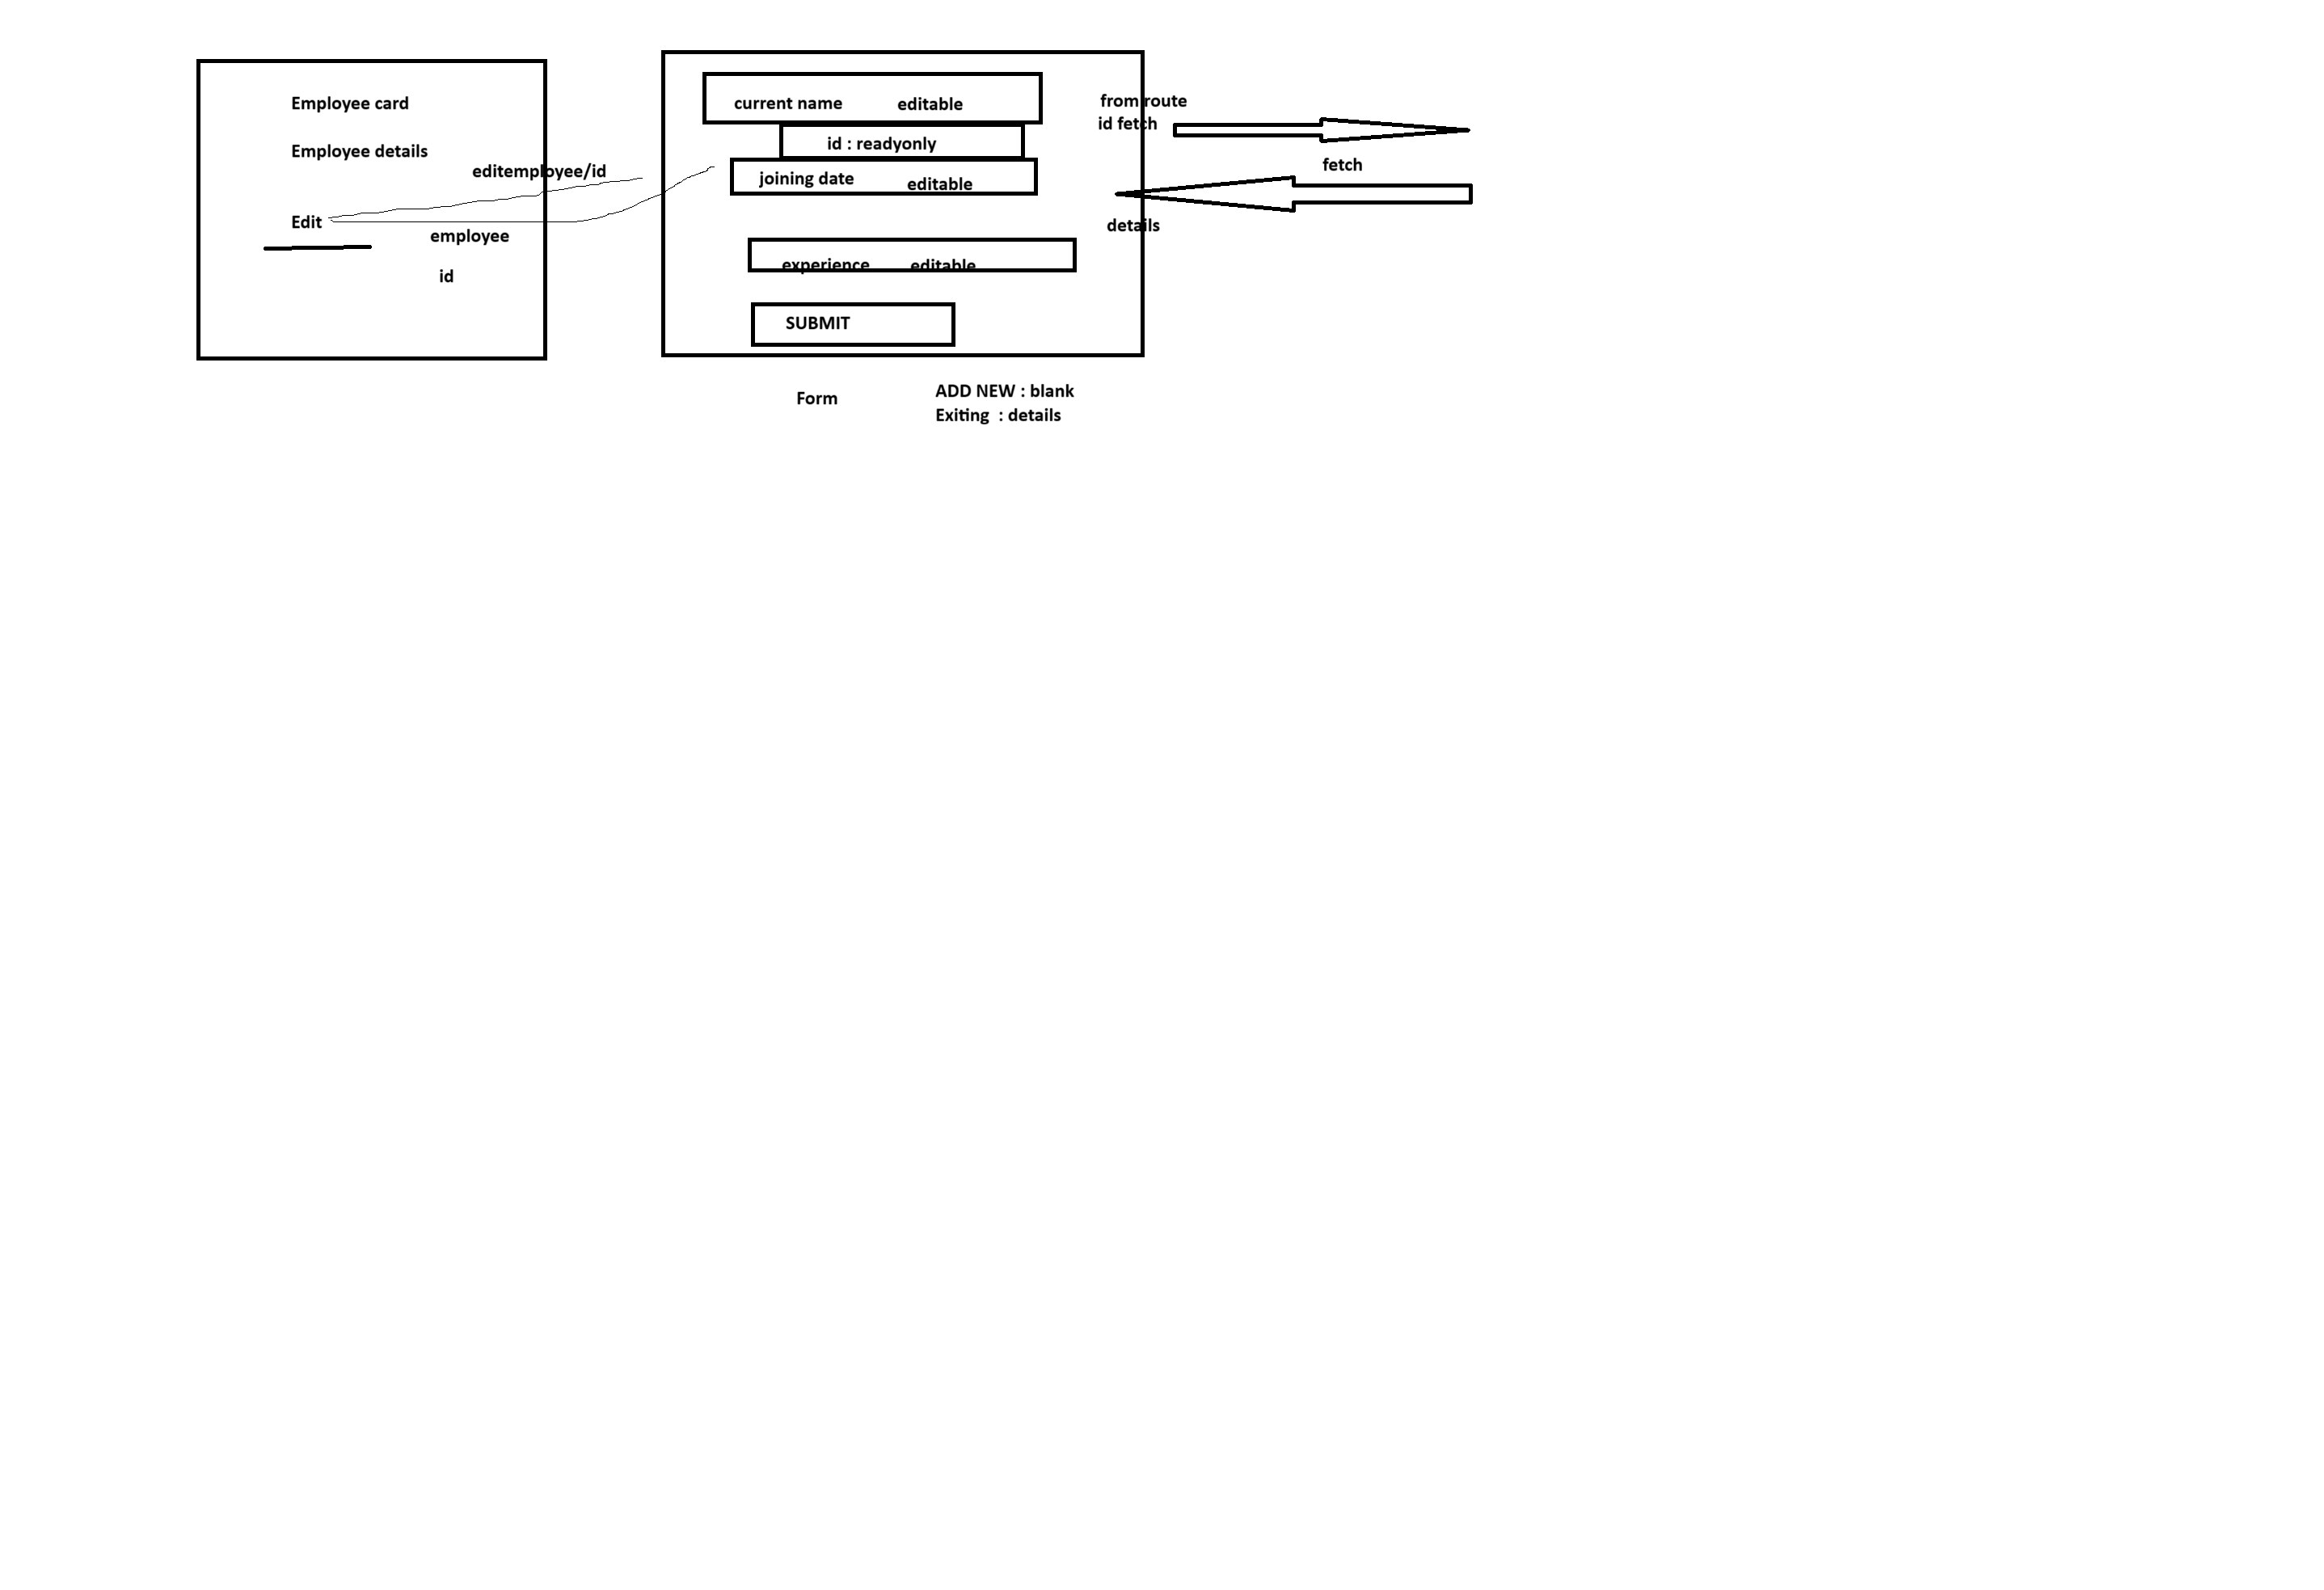 Employee card
Employee details
editemployee/id
Edit
employee
id
current name editable
id : readyonly
joining date editable
experience editable
SUBMIT
from route
id fetch
fetch
details
Form
ADD NEW : blank
Exiting : details